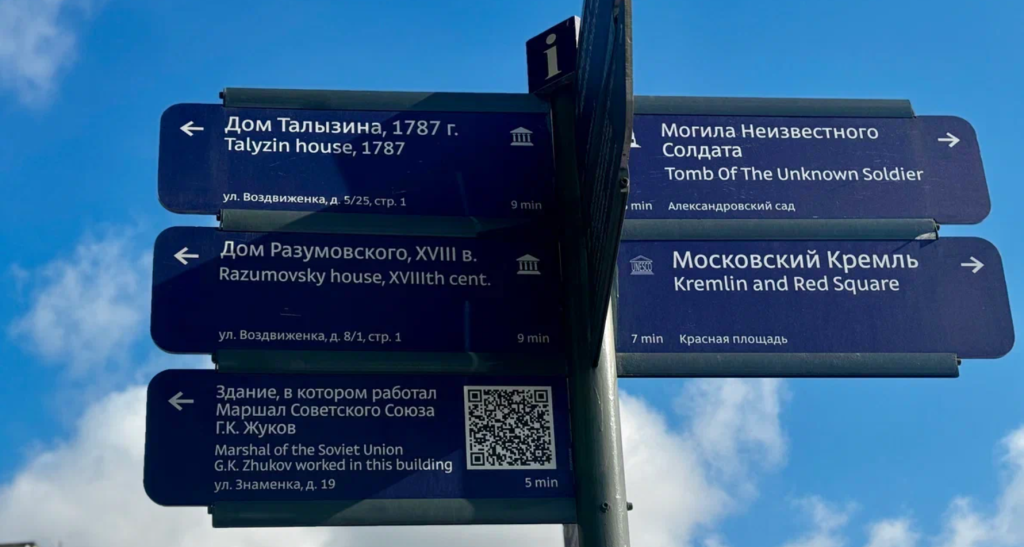 i
Дом Талызина, 1787 г.
Talyzin house, 1787
ул. Воздвиженка, д. 5/25, стр. 1
9 min
Дом Разумовского, XVIII в.
Razumovsky house, XVIIIth cent.
ул. Воздвиженка, д. 8/1, стр. 1
9 min
Здание, в котором работал
Маршал Советского Союза
Г.К. Жуков
Marshal of the Soviet Union
G.K. Zhukov worked in this building
ул. Знаменка, д. 19
5 min
Могила Неизвестного
Солдата
Tomb Of The Unknown Soldier
min Александровский сад
Московский Кремль
Kremlin and Red Square
UNESCO
7 min Красная площадь